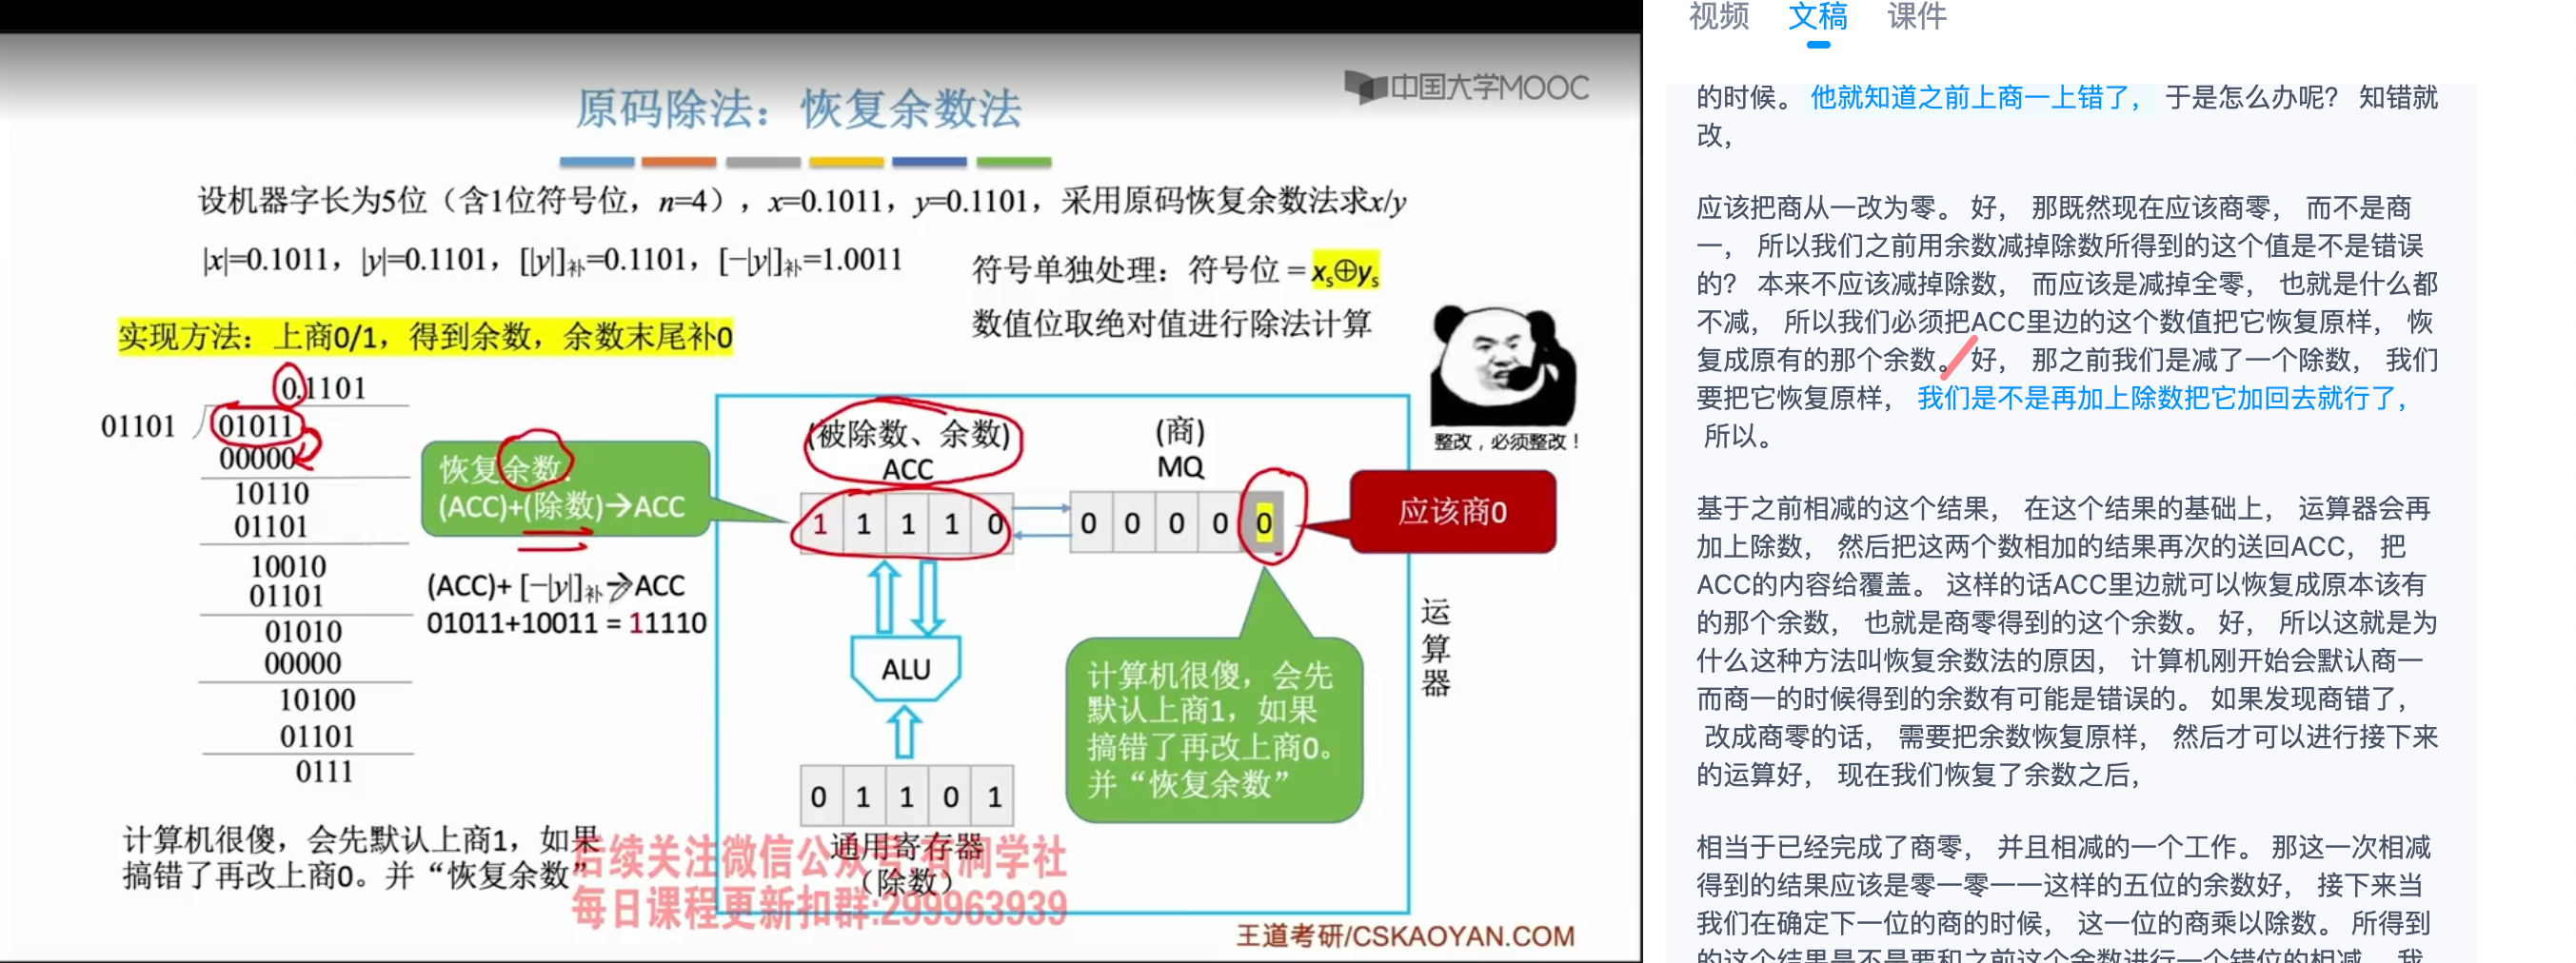 中国大学MOOC
原码除法：恢复余数法
设机器字长为5位（含1位符号位，n=4），x=0.1011，y=0.1101，采用原码恢复余数法求x/y
|x|=0.1011，|y|=0.1101，[|y|]补=0.1101，[−|y|]补=1.0011
符号单独处理：符号位 = xs⊕ys
数值位取绝对值进行除法计算
实现方法：上商0/1，得到余数，余数末尾补0
0.1101
01101
01011
00000
10110
01101
10010
01101
01010
00000
10100
01101
0111
恢复余数:
(ACC)+(除数)→ACC
(ACC)+ [−|y|]补→ACC
01011+10011 = 11110
(被除数、余数)
ACC
1 1 1 1 0
(商)
MQ
0 0 0 0 0
应该商0
整改，必须整改！
ALU
0 1 1 0 1
通用寄存器
（除数）
运算器
计算机很傻，会先
默认上商1，如果
搞错了再改上商0。
并“恢复余数”
计算机很傻，会先默认上商1，如果
搞错了再改上商0。并“恢复余数”
后续关注微信公众号:有洞学社
每日课程更新扣群:299963939
王道考研/CSKAOYAN.COM
视频 文稿 课件
的时候。 他就知道之前上商一上错了， 于是怎么办呢？ 知错就
改，
应该把商从一改为零。 好， 那既然现在应该商零， 而不是商
一， 所以我们之前用余数减掉除数所得到的这个值是不是错误
的？ 本来不应该减掉除数， 而应该是减掉全零， 也就是什么都
不减， 所以我们必须把ACC里边的这个数值把它恢复原样， 恢
复成原有的那个余数。 好， 那之前我们是减了一个除数， 我们
要把它恢复原样， 我们是不是再加上除数把它加回去就行了，
所以。
基于之前相减的这个结果， 在这个结果的基础上， 运算器会再
加上除数， 然后把这两个数相加的结果再次的送回ACC， 把
ACC的内容给覆盖。 这样的话ACC里边就可以恢复成原本该有
的那个余数， 也就是商零得到的这个余数。 好， 所以这就是为
什么这种方法叫恢复余数法的原因， 计算机刚开始会默认商一
而商一的时候得到的余数有可能是错误的。 如果发现商错了，
改成商零的话， 需要把余数恢复原样， 然后才可以进行接下来
的运算好， 现在我们恢复了余数之后，
相当于已经完成了商零， 并且相减的一个工作。 那这一次相减
得到的结果应该是零一零一一这样的五位的余数好， 接下来当
我们在确定下一位的商的时候， 这一位的商乘以除数。 所得到
的这个结果是不是要和之前这个余数进行一个错位的相减， 我